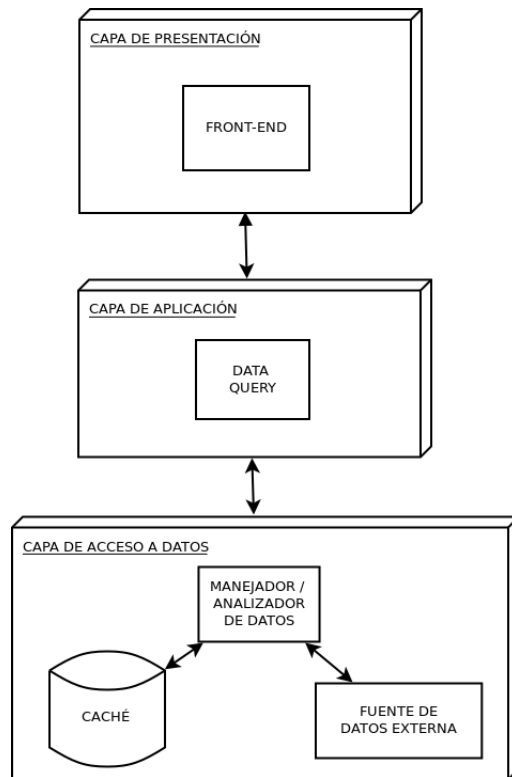 CAPA DE PRESENTACIÓN
FRONT-END
CAPA DE APLICACIÓN
DATA
QUERY
CAPA DE ACCESO A DATOS
MANEJADOR /
ANALIZADOR
DE DATOS
CACHÉ
FUENTE DE
DATOS EXTERNA